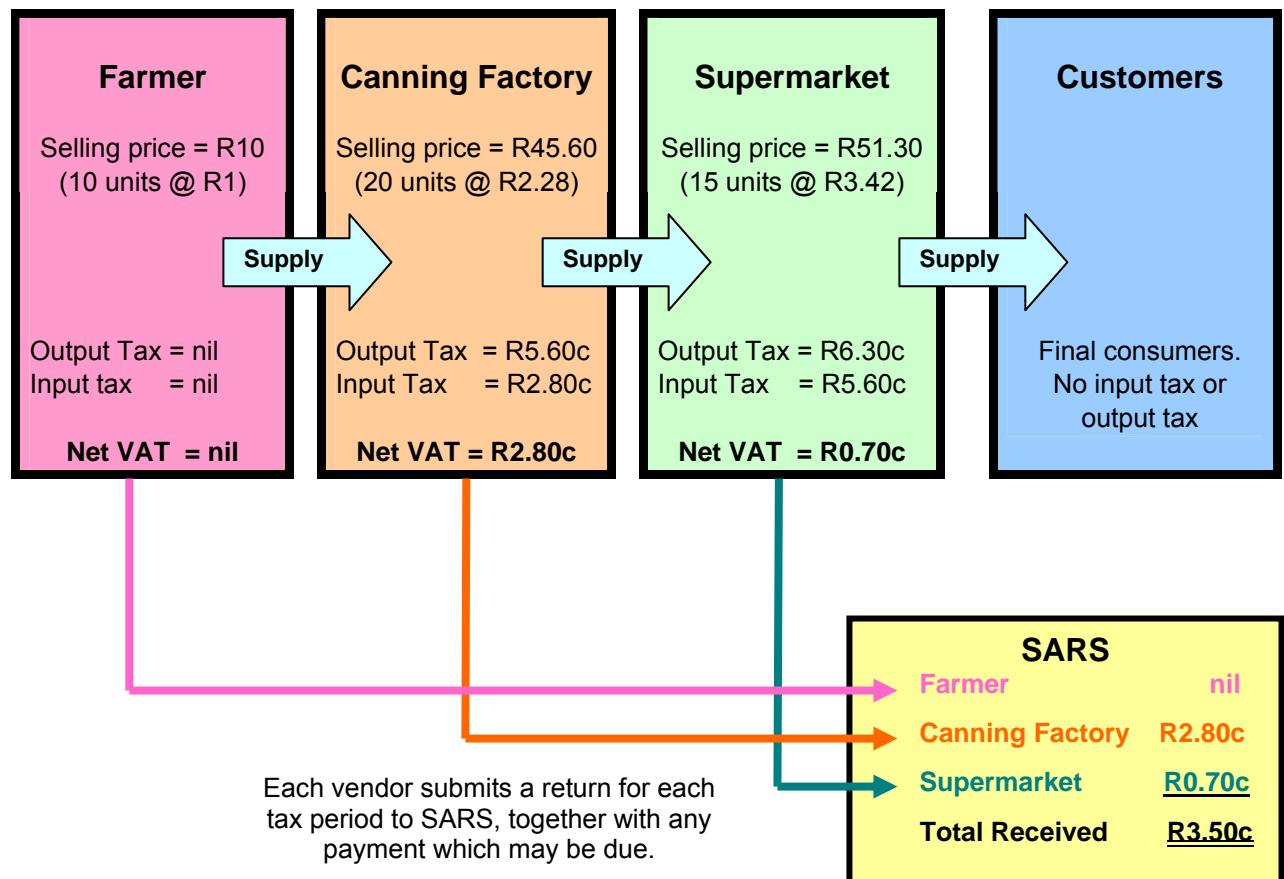 Farmer
Selling price = R10
(10 units @ R1)
Supply
Output Tax = nil
Input tax = nil
Net VAT = nil
Canning Factory
Selling price = R45.60
(20 units @ R2.28)
Supply
Output Tax = R5.60c
Input Tax = R2.80c
Net VAT = R2.80c
Supermarket
Selling price = R51.30
(15 units @ R3.42)
Supply
Output Tax = R6.30c
Input Tax = R5.60c
Net VAT = R0.70c
Customers
Final consumers.
No input tax or
output tax
Each vendor submits a return for each
tax period to SARS, together with any
payment which may be due.
SARS
Farmer nil
Canning Factory R2.80c
Supermarket R0.70c
Total Received R3.50c